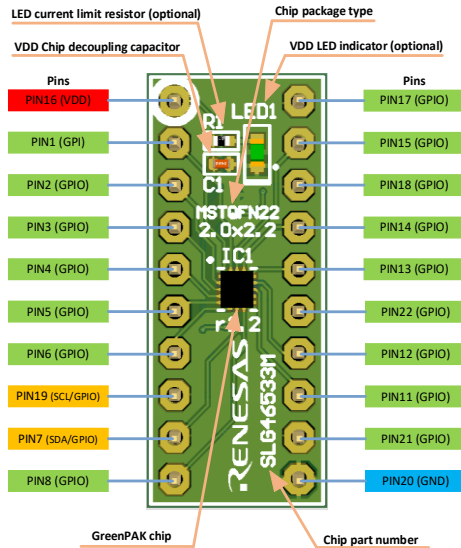 LED current limit resistor (optional)
Chip package type
VDD Chip decoupling capacitor
VDD LED indicator (optional)
Pins
Pins
PIN16 (VDD)
PIN17 (GPIO)
PIN1 (GPI)
PIN15 (GPIO)
PIN2 (GPIO)
PIN18 (GPIO)
PIN3 (GPIO)
PIN14 (GPIO)
PIN4 (GPIO)
PIN13 (GPIO)
PIN5 (GPIO)
PIN22 (GPIO)
PIN6 (GPIO)
PIN12 (GPIO)
PIN19 (SCL/GPIO)
PIN11 (GPIO)
PIN7 (SDA/GPIO)
PIN21 (GPIO)
PIN8 (GPIO)
PIN20 (GND)
LED1
R1
C1
MSTQFN22
2.0x2.2
IC1
r1.2
RENESAS
SLG46533M
GreenPAK chip
Chip part number